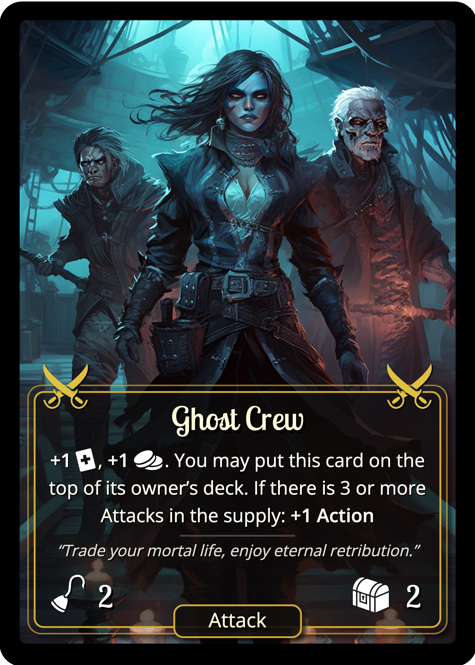 Ghost Crew
+1 , +1 . You may put this card on the
top of its owner’s deck. If there is 3 or more
Attacks in the supply: +1 Action
“Trade your mortal life, enjoy eternal retribution.”
2 2
Attack